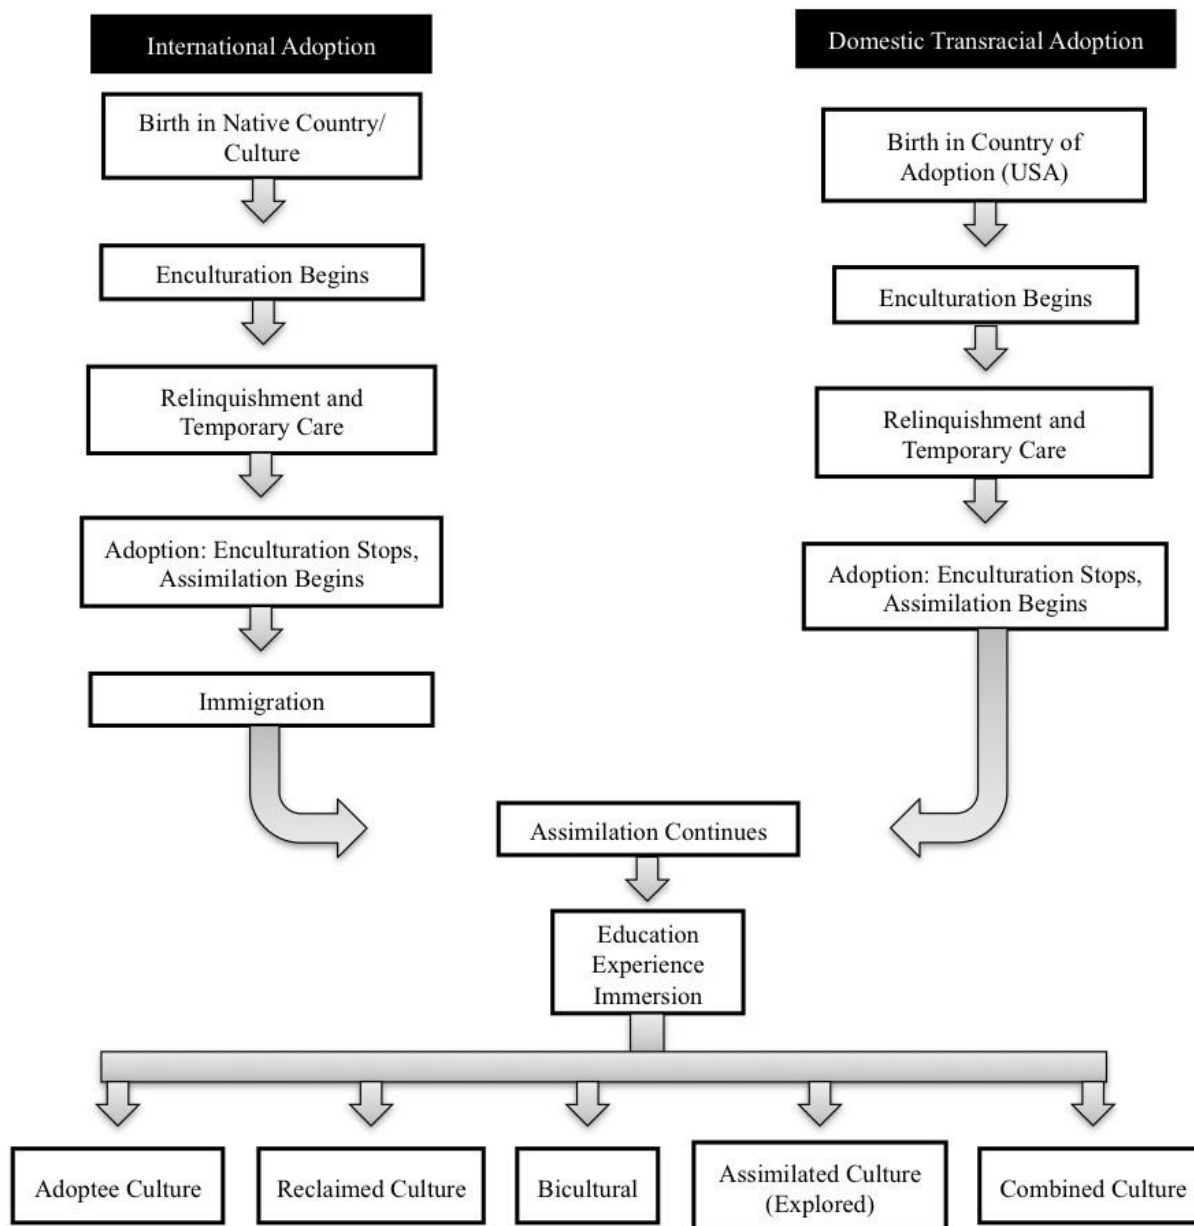 International Adoption
Birth in Native Country/
Culture
Enculturation Begins
Relinquishment and
Temporary Care
Adoption: Enculturation Stops,
Assimilation Begins
Immigration
Domestic Transracial Adoption
Birth in Country of
Adoption (USA)
Enculturation Begins
Relinquishment and
Temporary Care
Adoption: Enculturation Stops,
Assimilation Begins
Assimilation Continues
Education
Experience
Immersion
Adoptee Culture
Reclaimed Culture
Bicultural
Assimilated Culture
(Explored)
Combined Culture